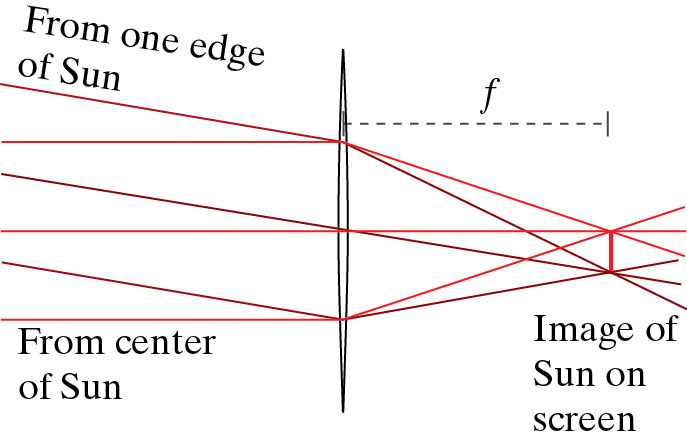 From one edge
of Sun
f
From center
of Sun
Image of
Sun on
screen